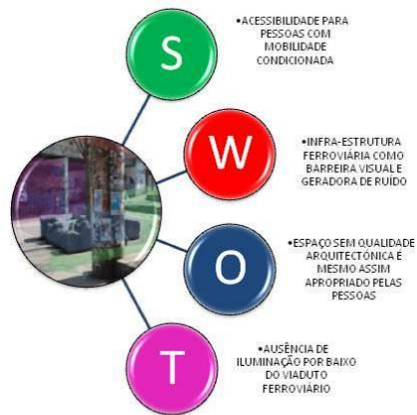 S
•ACESSIBILIDADE PARA
PESSOAS COM
MOBILIDADE
CONDICIONADA
W
•INFRA-ESTRUTURA
FERROVIÁRIA COMO
BARREIRA VISUAL E
GERADORA DE RUÍDO
O
•ESPAÇO SEM QUALIDADE
ARQUITECTÓNICA É
MESMO ASSIM
APROPRIADO PELAS
PESSOAS
T
•AUSÊNCIA DE
ILUMINAÇÃO POR BAIXO
DO VIADUTO
FERROVIÁRIO